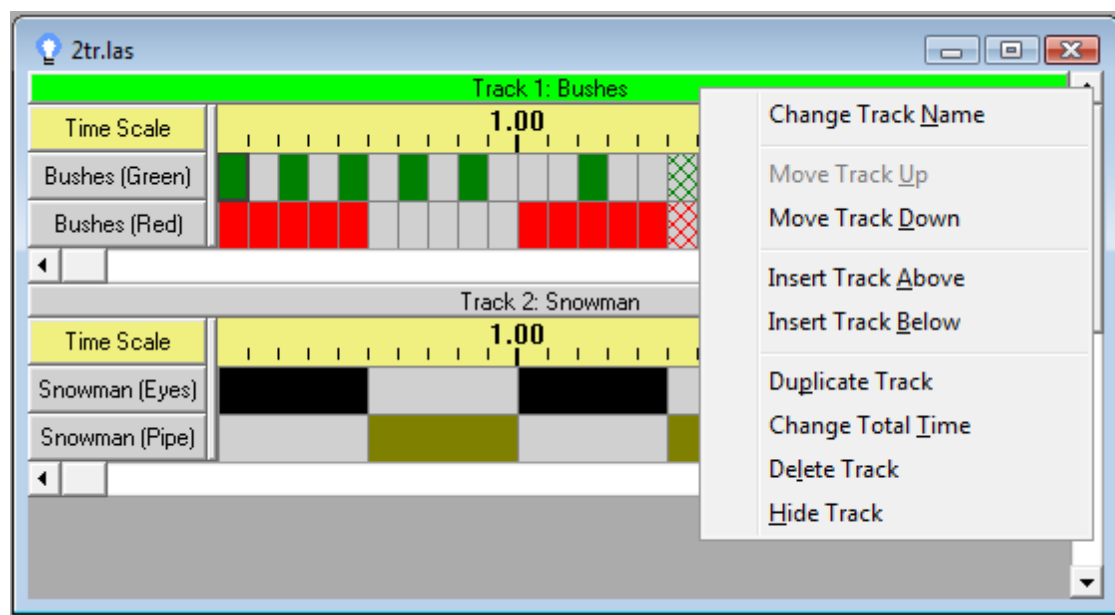 2tr.las
Track 1: Bushes
Time Scale
1.00
Bushes (Green)
Bushes (Red)
Track 2: Snowman
Time Scale
1.00
Snowman (Eyes)
Snowman (Pipe)
Change Track Name
Move Track Up
Move Track Down
Insert Track Above
Insert Track Below
Duplicate Track
Change Total Time
Delete Track
Hide Track